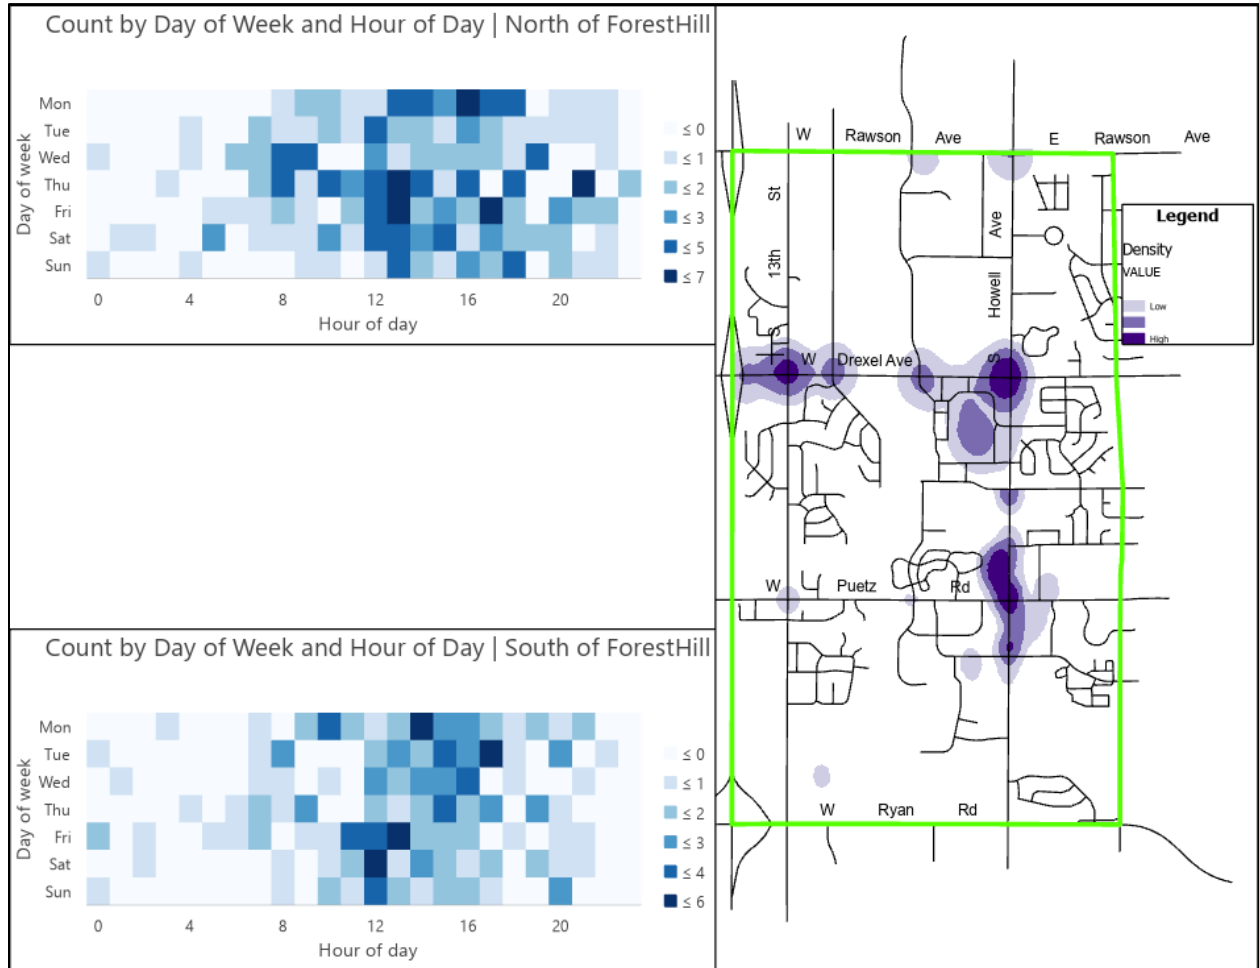 Count by Day of Week and Hour of Day | North of ForestHill
Day of week
Mon
Tue
Wed
Thu
Fri
Sat
Sun
0 4 8 12 16 20
Hour of day
≤ 0
≤ 1
≤ 2
≤ 3
≤ 5
≤ 7
Count by Day of Week and Hour of Day | South of ForestHill
Day of week
Mon
Tue
Wed
Thu
Fri
Sat
Sun
0 4 8 12 16 20
Hour of day
≤ 0
≤ 1
≤ 2
≤ 3
≤ 4
≤ 6
W Rawson Ave E Rawson Ave
S 13th St
S Howell Ave
W Drexel Ave
W Puetz Rd
W Ryan Rd
Legend
Density
VALUE
Low
High